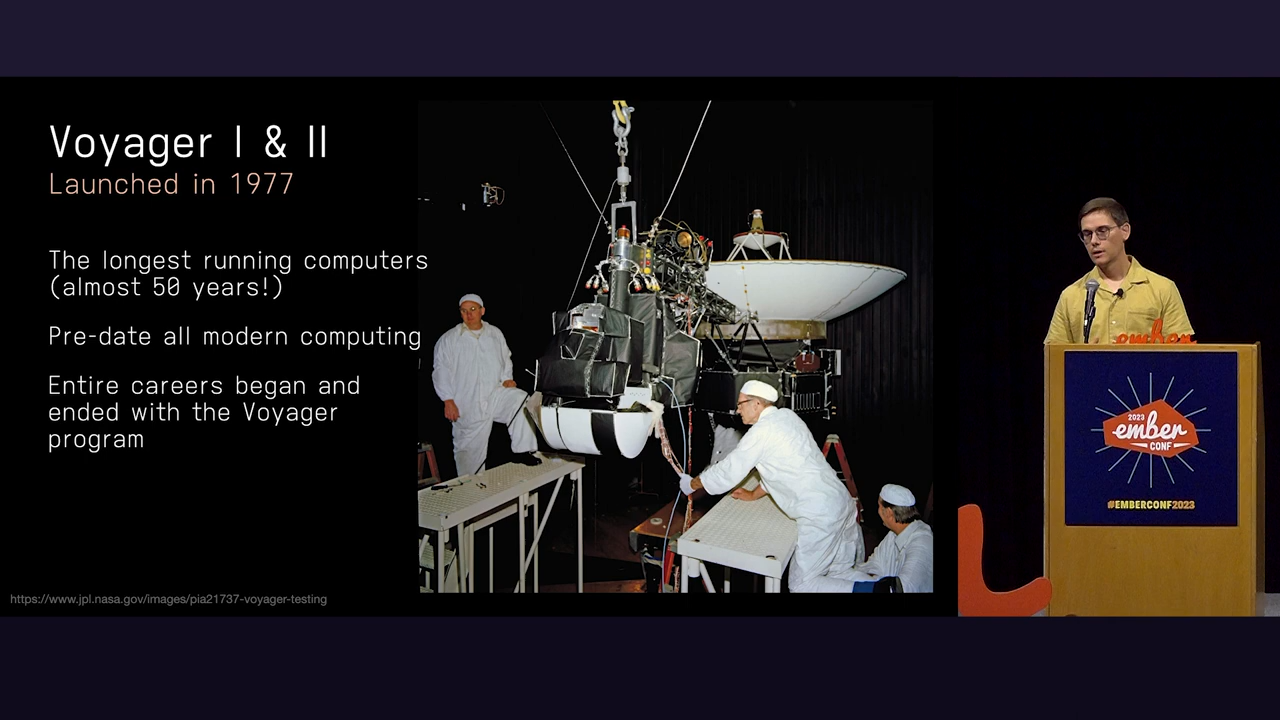 Voyager I & II
Launched in 1977
The longest running computers
(almost 50 years!)
Pre-date all modern computing
Entire careers began and
ended with the Voyager
program
https://www.jpl.nasa.gov/images/pia21737-voyager-testing
ember
2023
ember
CONF
#EMBERCONF2023